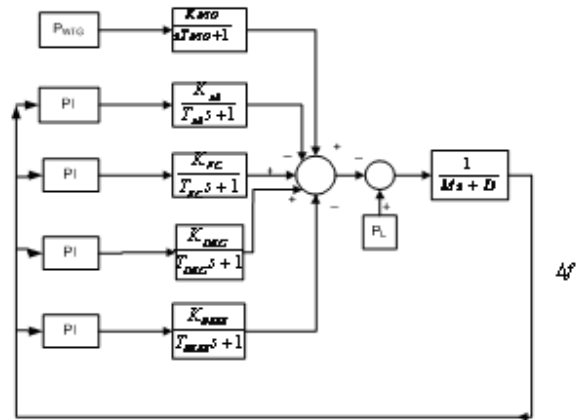 P_WTG
K_WTG
sT_WTG+1
PI
K_AE
T_AE s+1
PI
K_FC
T_FC s+1
PI
K_DEG
T_DEG s+1
PI
K_BESS
T_BESS s+1
+
−
+
+
−
−
+
P_L
1
Ms + D
Δf